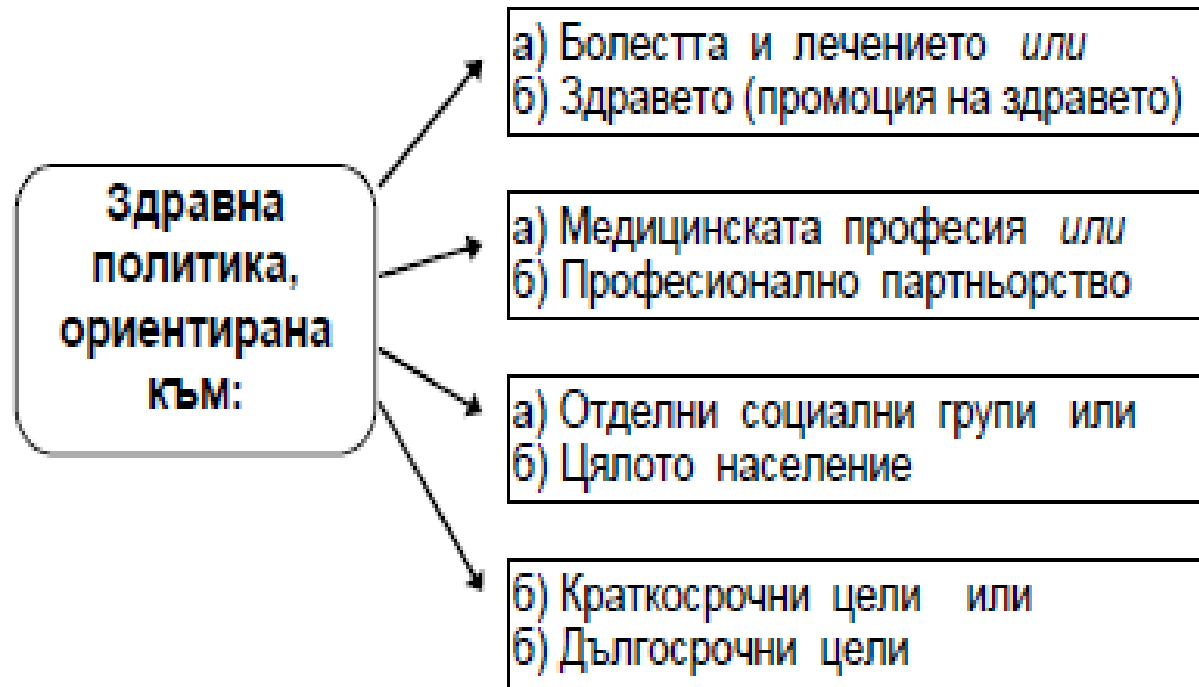 Здравна
политика,
ориентирана
към:
а) Болестта и лечението или
б) Здравето (промоция на здравето)
а) Медицинската професия или
б) Професионално партньорство
а) Отделни социални групи или
б) Цялото население
б) Краткосрочни цели или
б) Дългосрочни цели